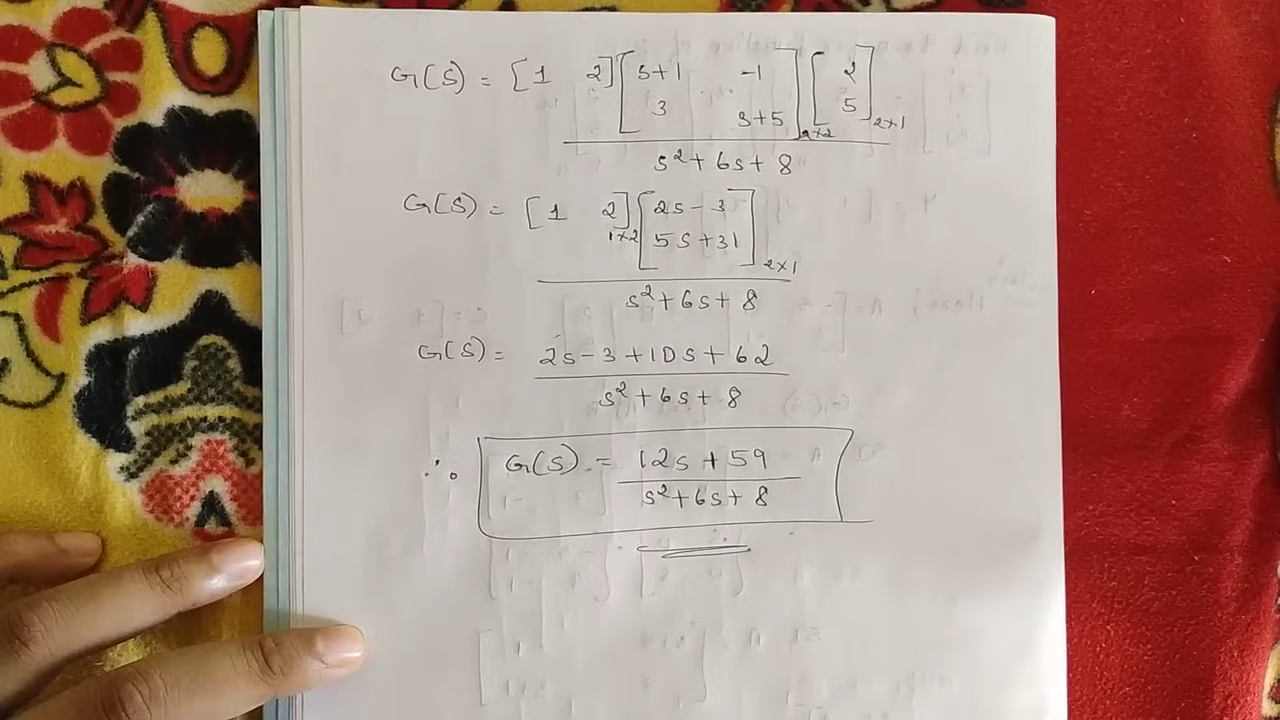 G(S) = [1 2] [s+1 -1
3 s+5]2×2 [2
5]2×1
s²+6s+8
G(S) = [1 2]1×2 [2s-3
5s+31]2×1
s²+6s+8
G(S) = 2s-3+10s+62
s²+6s+8
∴ G(S) = 12s+59
s²+6s+8